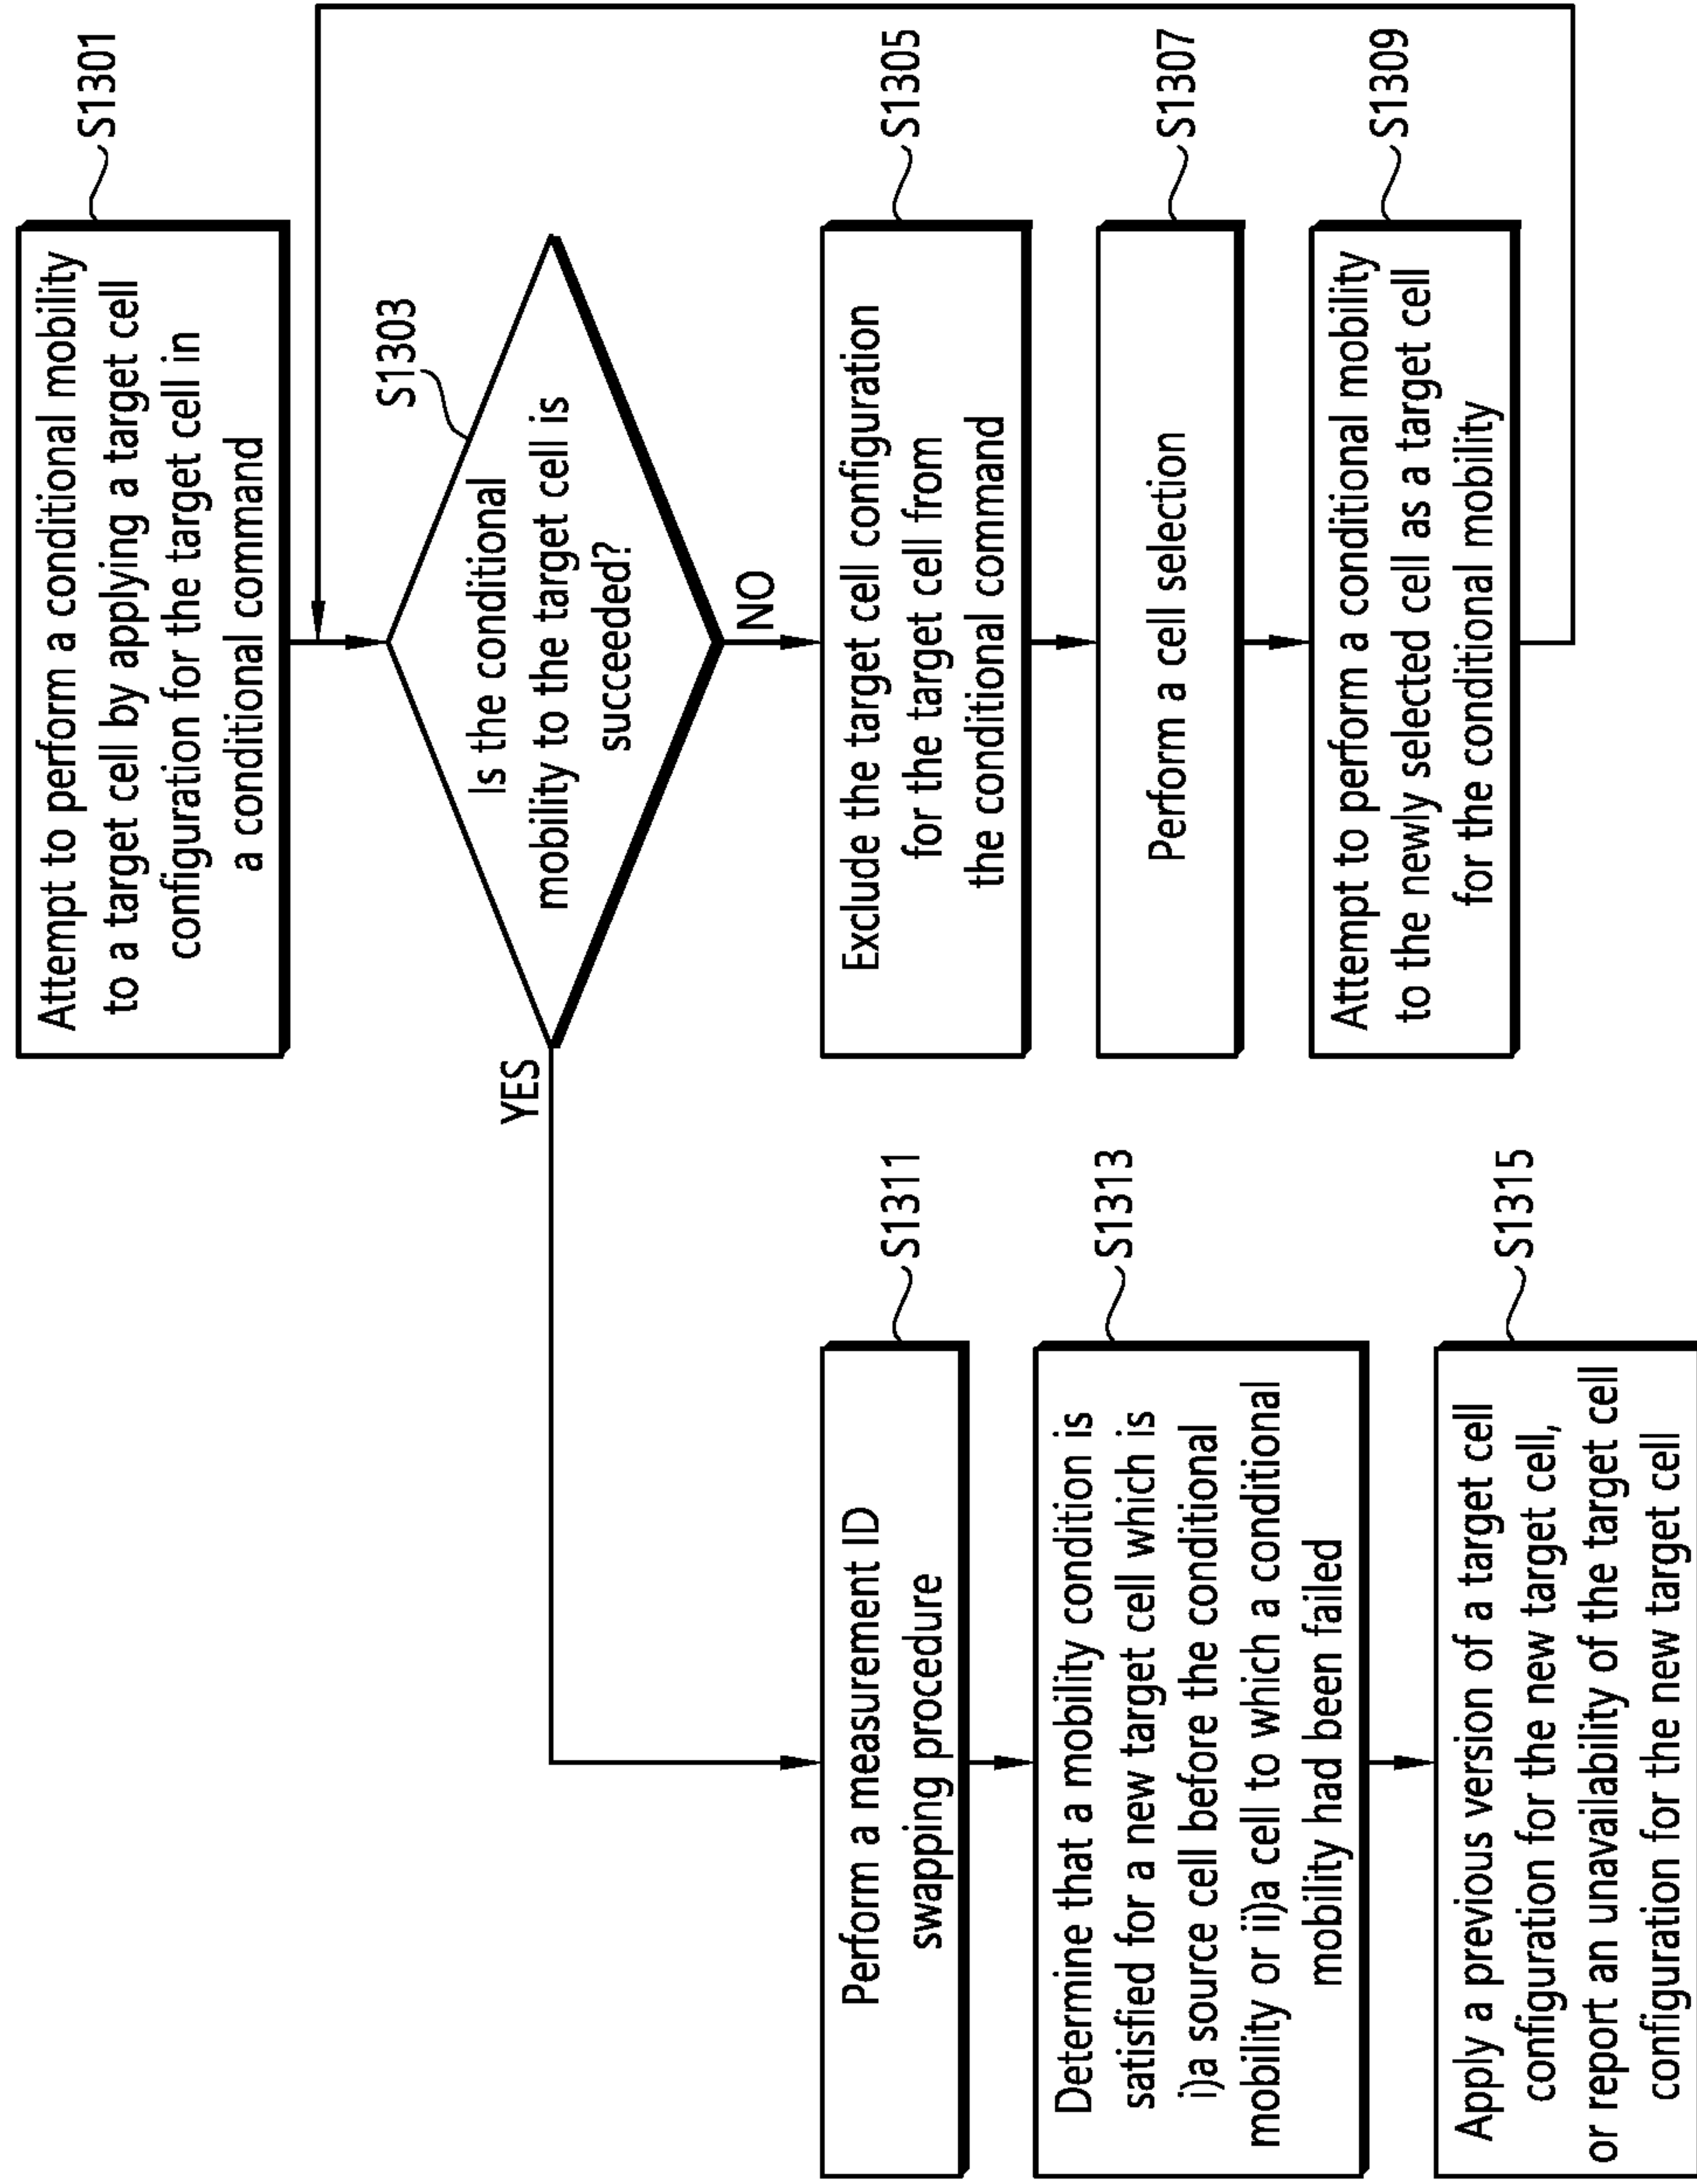 Attempt to perform a conditional mobility
to a target cell by applying a target cell
configuration for the target cell in
a conditional command
S1301
S1303
Is the conditional
mobility to the target cell is
succeeded?
YES
NO
Exclude the target cell configuration
for the target cell from
the conditional command
S1305
Perform a cell selection
S1307
Attempt to perform a conditional mobility
to the newly selected cell as a target cell
for the conditional mobility
S1309
Perform a measurement ID
swapping procedure
S1311
Determine that a mobility condition is
satisfied for a new target cell which is
i)a source cell before the conditional
mobility or ii)a cell to which a conditional
mobility had been failed
S1313
Apply a previous version of a target cell
configuration for the new target cell,
or report an unavailability of the target cell
configuration for the new target cell
S1315